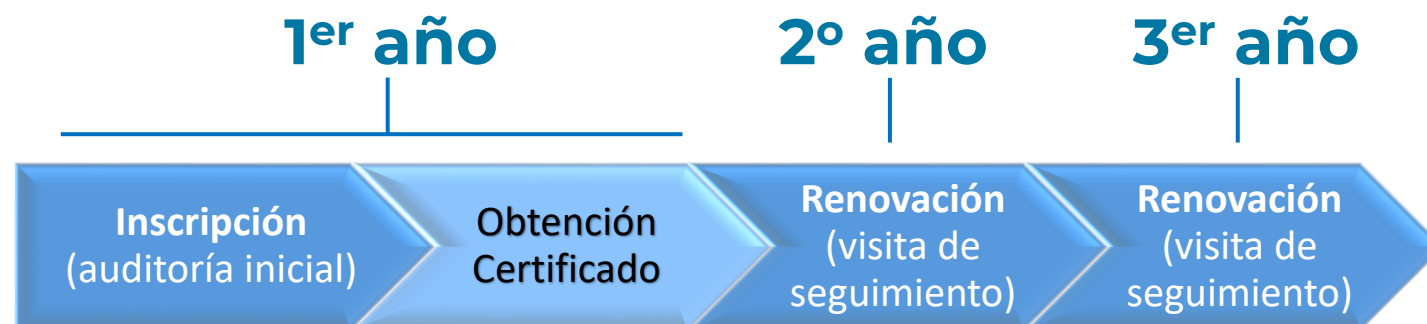 1er año
2o año
3er año
Inscripción
(auditoría inicial)
Obtención
Certificado
Renovación
(visita de
seguimiento)
Renovación
(visita de
seguimiento)